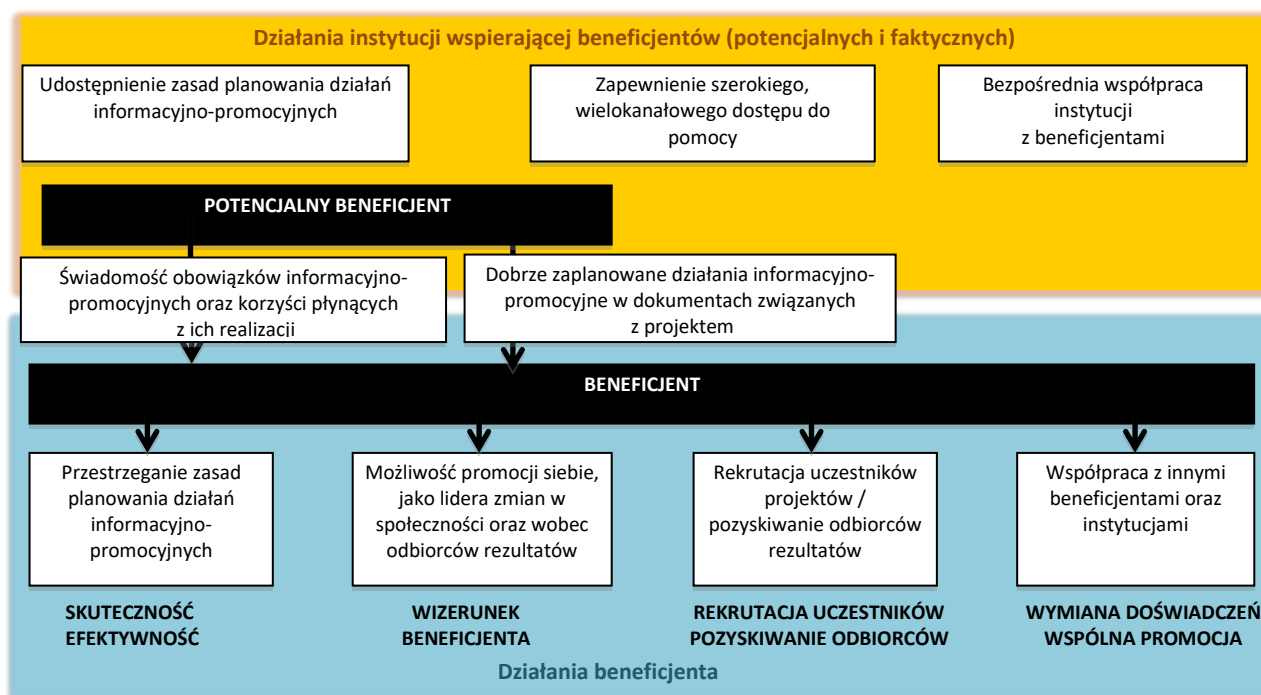 Działania instytucji wspierającej beneficjentów (potencjalnych i faktycznych)
Udostępnienie zasad planowania działań
informacyjno-promocyjnych
Zapewnienie szerokiego,
wielokanałowego dostępu do
pomocy
Bezpośrednia współpraca
instytucji
z beneficjentami
POTENCJALNY BENEFICJENT
Świadomość obowiązków informacyjno-
promocyjnych oraz korzyści płynących
z ich realizacji
Dobrze zaplanowane działania informacyjno-
promocyjne w dokumentach związanych
z projektem
BENEFICJENT
Przestrzeganie zasad
planowania działań
informacyjno-
promocyjnych
Możliwość promocji siebie,
jako lidera zmian w
społeczności oraz wobec
odbiorców rezultatów
Rekrutacja uczestników
projektów /
pozyskiwanie odbiorców
rezultatów
Współpraca z innymi
beneficjentami oraz
instytucjami
SKUTECZNOŚĆ
EFEKTYWNOŚĆ
WIZERUNEK
BENEFICJENTA
REKRUTACJA UCZESTNIKÓW
POZYSKIWANIE ODBIORCÓW
WYMIANA DOŚWIADCZEŃ
WSPÓLNA PROMOCJA
Działania beneficjenta